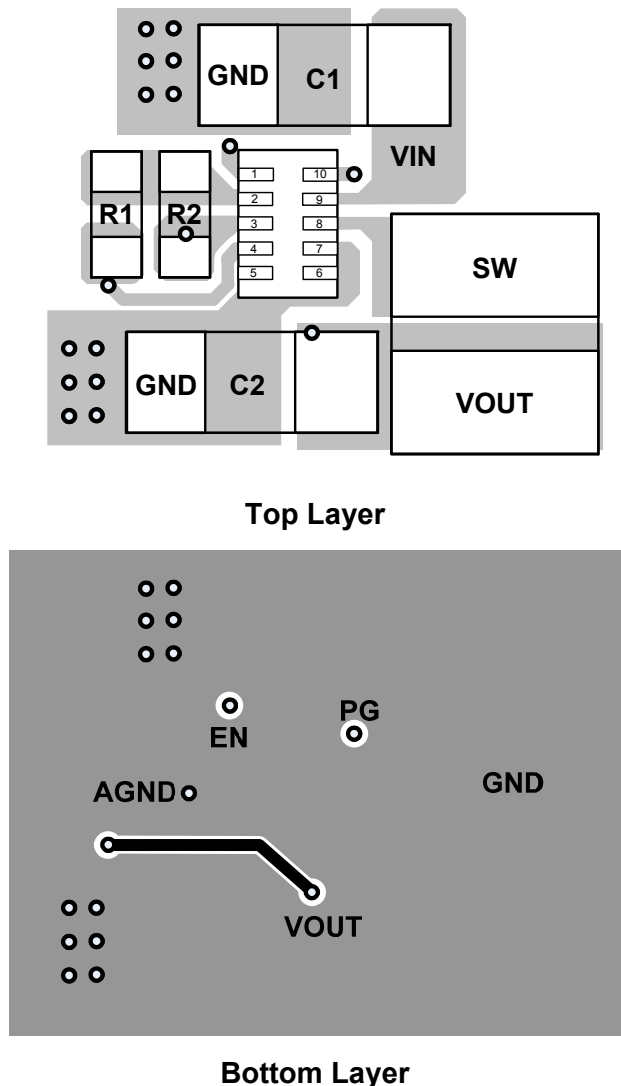 GND C1
VIN
1 10
2 9
R1 R2
3 8
4 7
5 6
SW
GND C2
VOUT
Top Layer
PG
EN
GND
AGND
VOUT
Bottom Layer